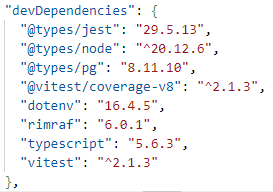 "devDependencies": {
"@types/jest": "29.5.13",
"@types/node": "^20.12.6",
"@types/pg": "8.11.10",
"@vitest/coverage-v8": "^2.1.3",
"dotenv": "16.4.5",
"rimraf": "6.0.1",
"typescript": "5.6.3",
"vitest": "^2.1.3"
},